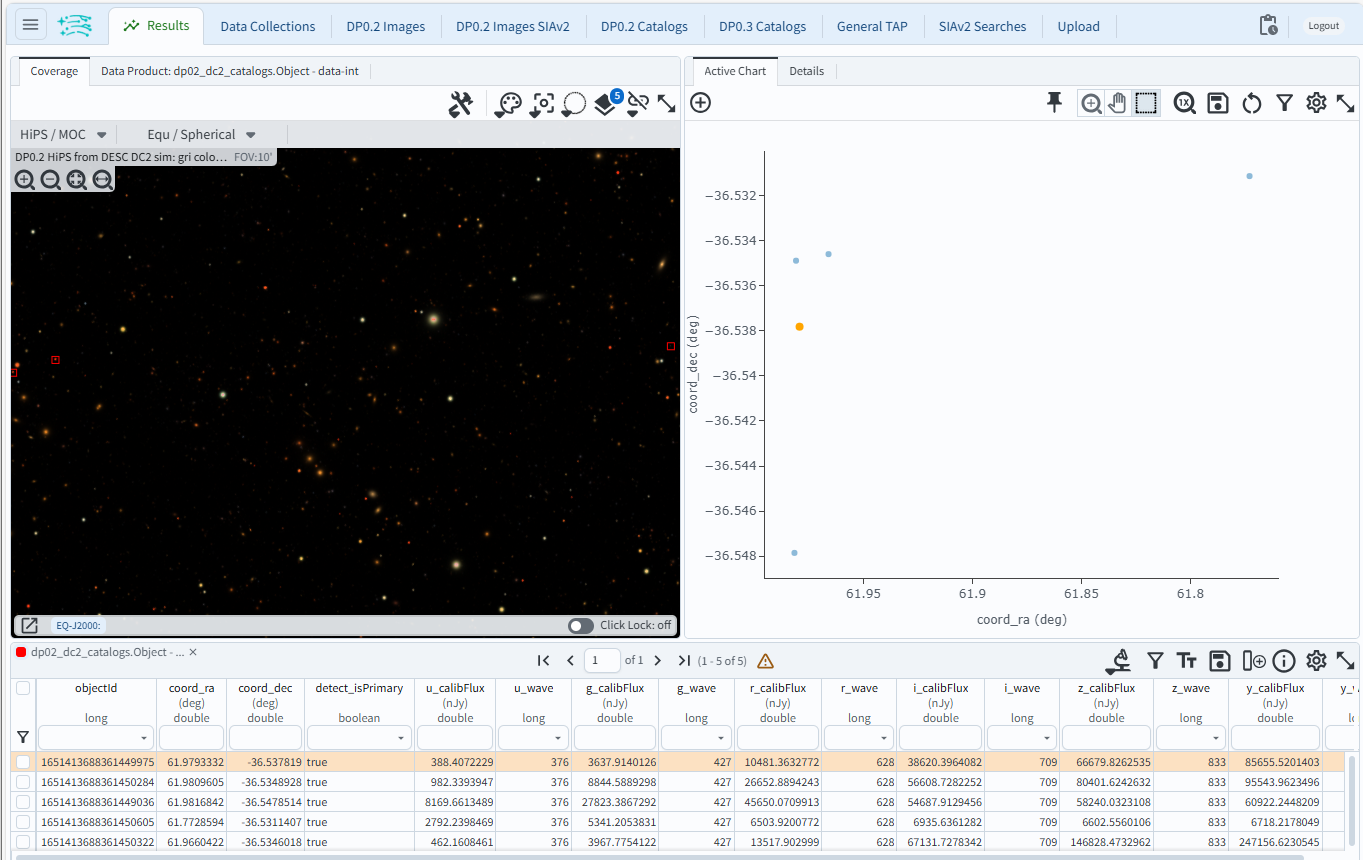 Results Data Collections DP0.2 Images DP0.2 Images SIAv2 DP0.2 Catalogs DP0.3 Catalogs General TAP SIAv2 Searches Upload Logout
Coverage Data Product: dp02_dc2_catalogs.Object - data-int
5
HiPS / MOC Equ / Spherical
DP0.2 HiPS from DESC DC2 sim: gri colo... FOV:10'
EQ-J2000: Click Lock: off
Active Chart Details
1X
−36.532
−36.534
−36.536
−36.538
−36.54
−36.542
−36.544
−36.546
−36.548
coord_dec (deg)
61.95 61.9 61.85 61.8
coord_ra (deg)
dp02_dc2_catalogs.Object - ... × 1 of 1 (1 - 5 of 5)
objectId coord_ra coord_dec detect_isPrimary u_calibFlux u_wave g_calibFlux g_wave r_calibFlux r_wave i_calibFlux i_wave z_calibFlux z_wave y_calibFlux
(deg) (deg) (nJy) (nJy) (nJy) (nJy) (nJy) (nJy)
long double double boolean double long double long double long double long double long double
1651413688361449975 61.9793332 -36.537819 true 388.4072229 376 3637.9140126 427 10481.3632772 628 38620.3964082 709 66679.8262535 833 85655.5201403
1651413688361450284 61.9809605 -36.5348928 true 982.3393947 376 8844.5889298 427 26652.8894243 628 56608.7282252 709 80401.6242632 833 95543.9623496
1651413688361449036 61.9816842 -36.5478514 true 8169.6613489 376 27823.3867292 427 45650.0709913 628 54687.9129456 709 58240.0323108 833 60922.2448209
1651413688361450605 61.7728594 -36.5311407 true 2792.2398469 376 5341.2053831 427 6503.9200772 628 6935.6361282 709 6602.5560106 833 6718.2178049
1651413688361450322 61.9660422 -36.5346018 true 462.1608461 376 3967.7754124 427 13517.902999 628 67131.7278342 709 146828.4732962 833 247156.6230545